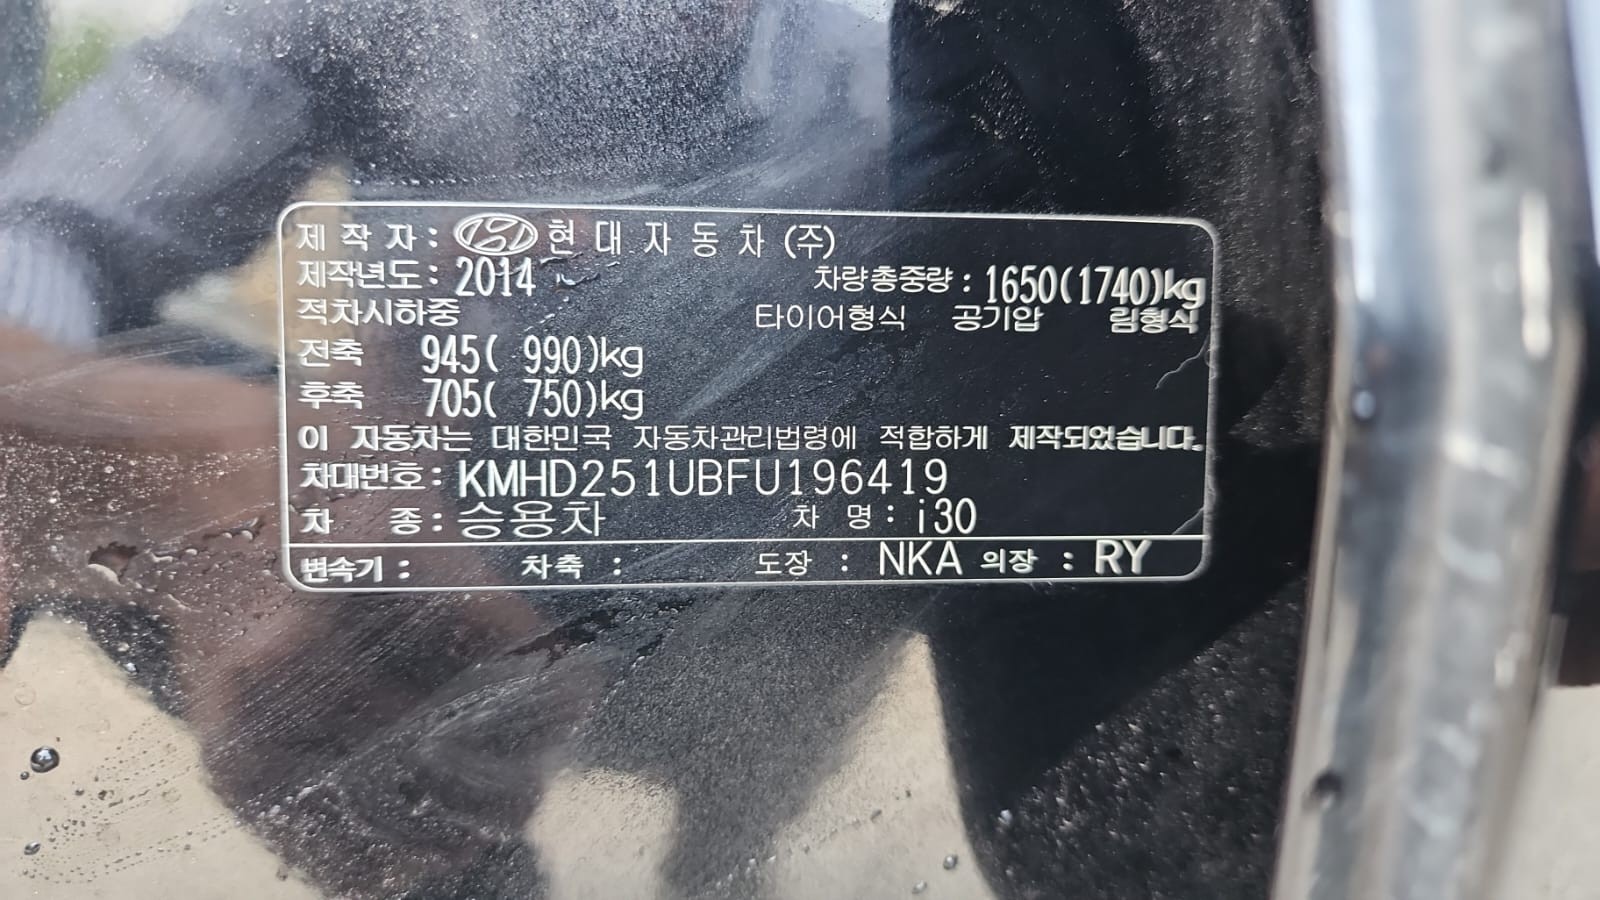 제 작 자 : 현 대 자 동 차 (주)
제작년도 : 2014 차량총중량 : 1650(1740)kg
적차시하중 타이어형식 공기압 림형식
전축 945( 990)kg
후축 705( 750)kg
이 자동차는 대한민국 자동차관리법령에 적합하게 제작되었습니다.
차대번호 : KMHD251UBFU196419
차 종 : 승용차 차 명 : i30
변속기 : 차축 : 도장 : NKA 의장 : RY